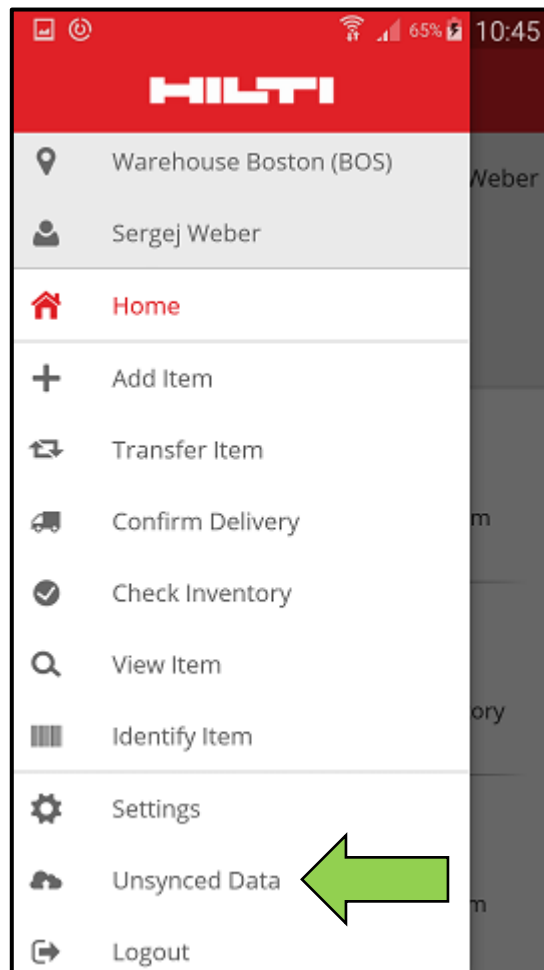 65% 10:45
HILTI
Warehouse Boston (BOS)
Weber
Sergej Weber
Home
Add Item
Transfer Item
Confirm Delivery
m
Check Inventory
View Item
ory
Identify Item
Settings
Unsynced Data
m
Logout